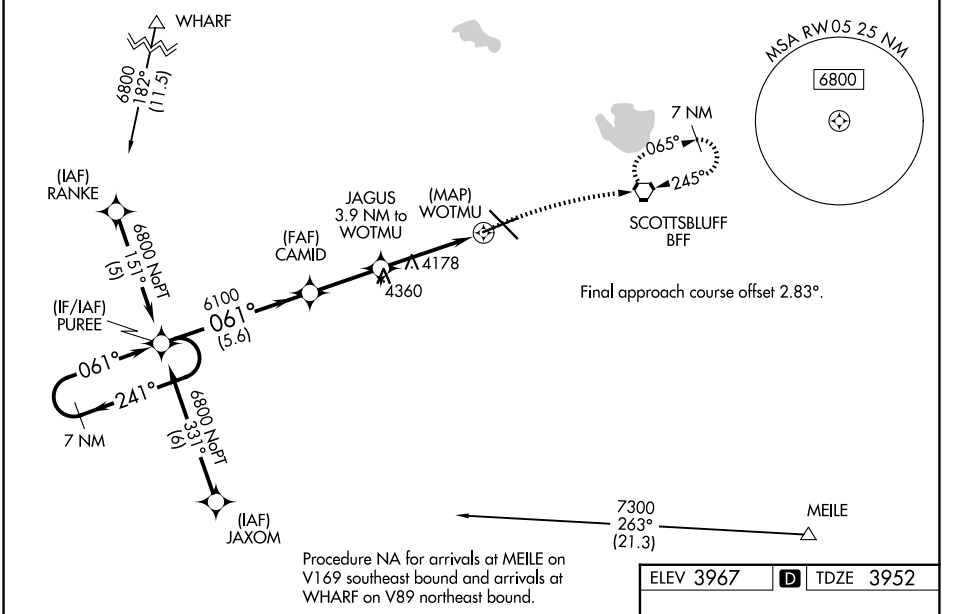 WHARF
6800
182°
(11.5)
MSA RW05 25 NM
6800
7 NM
065°
245°
SCOTTSBLUFF
BFF
(IAF)
RANKE
6800 NoPT
151°
(5)
JAGUS
3.9 NM to
WOTMU
(MAP)
WOTMU
(FAF)
CAMID
4178
4360
Final approach course offset 2.83°.
(IF/IAF)
PUREE
6100
061°
(5.6)
061°
241°
7 NM
6800 NoPT
331°
(6)
(IAF)
JAXOM
7300
263°
(21.3)
MEILE
Procedure NA for arrivals at MEILE on
V169 southeast bound and arrivals at
WHARF on V89 northeast bound.
ELEV 3967 D TDZE 3952